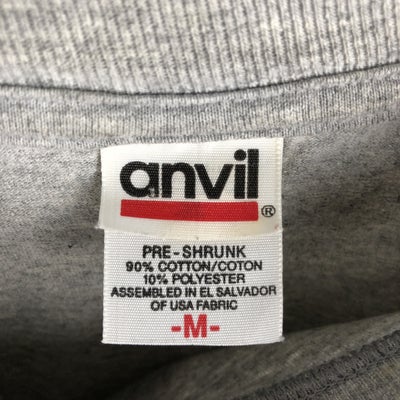 anvil
®
PRE-SHRUNK
90% COTTON/COTON
10% POLYESTER
ASSEMBLED IN EL SALVADOR
OF USA FABRIC
-M-